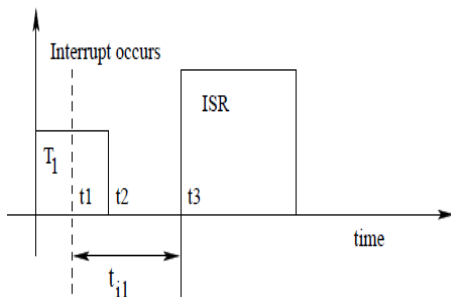 Interrupt occurs
ISR
T1
t1 t2 t3
time
ti1